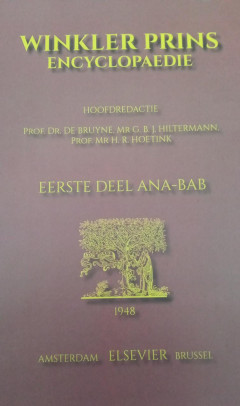 WINKLER PRINS
ENCYCLOPAEDIE
HOOFDREDACTIE
PROF. DR. DE BRUYNE, MR G. B. J. HILTERMANN,
PROF. MR H. R. HOETINK
EERSTE DEEL ANA-BAB
1948
AMSTERDAM ELSEVIER BRUSSEL